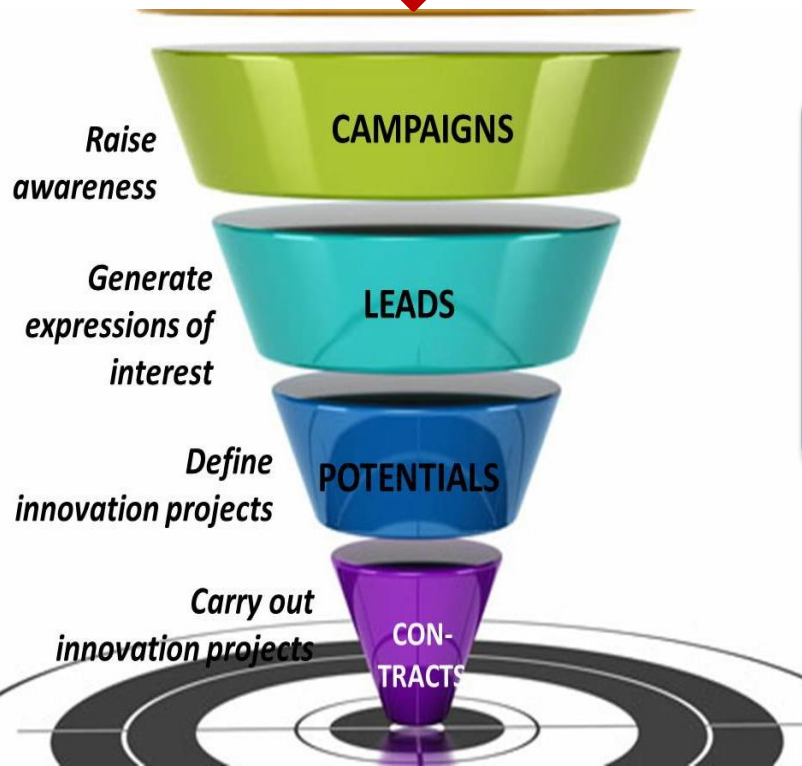 Raise
awareness
CAMPAIGNS
Generate
expressions of
interest
LEADS
Define
innovation projects
POTENTIALS
Carry out
innovation projects
CON-
TRACTS